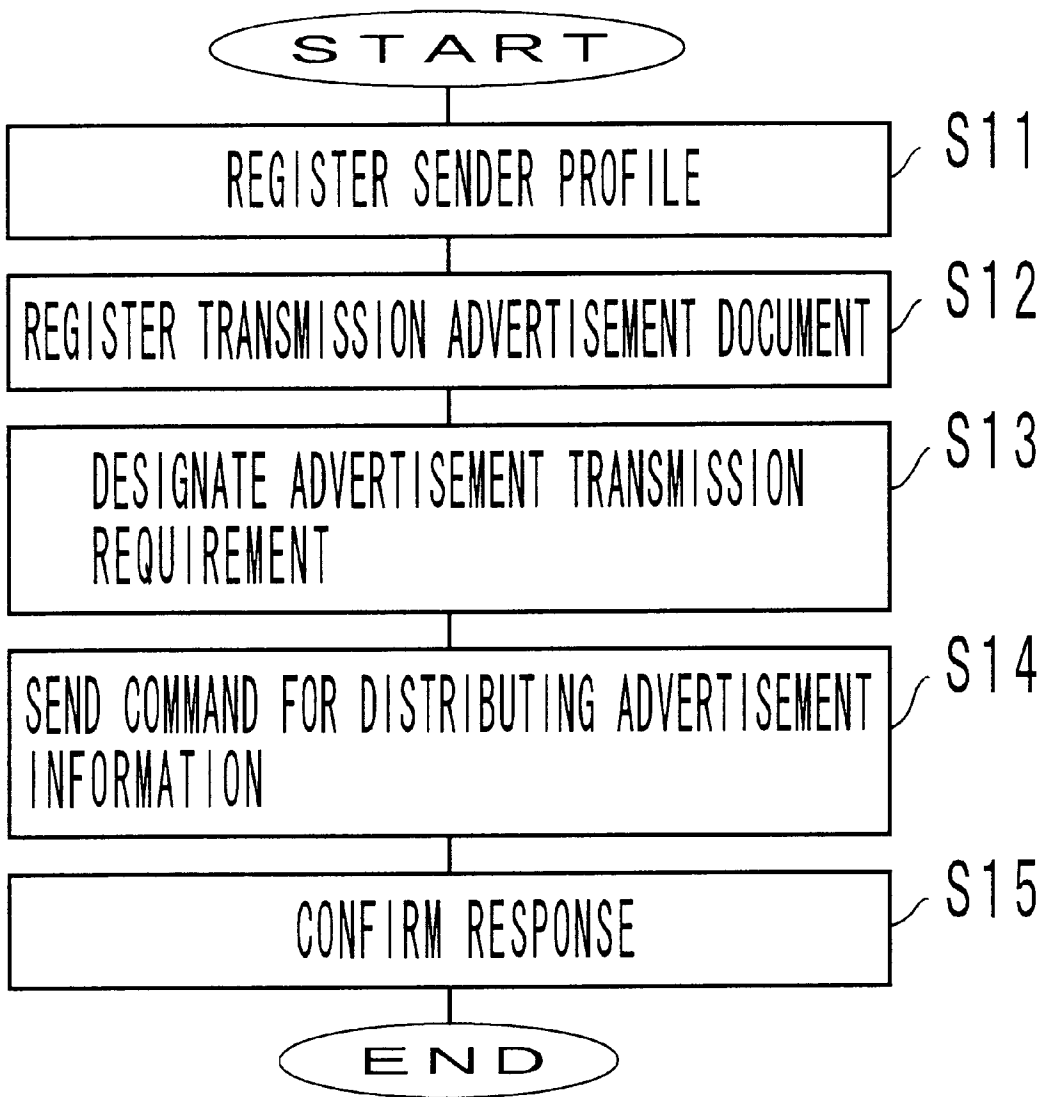 START
REGISTER SENDER PROFILE
S11
REGISTER TRANSMISSION ADVERTISEMENT DOCUMENT
S12
DESIGNATE ADVERTISEMENT TRANSMISSION
REQUIREMENT
S13
SEND COMMAND FOR DISTRIBUTING ADVERTISEMENT
INFORMATION
S14
CONFIRM RESPONSE
S15
END